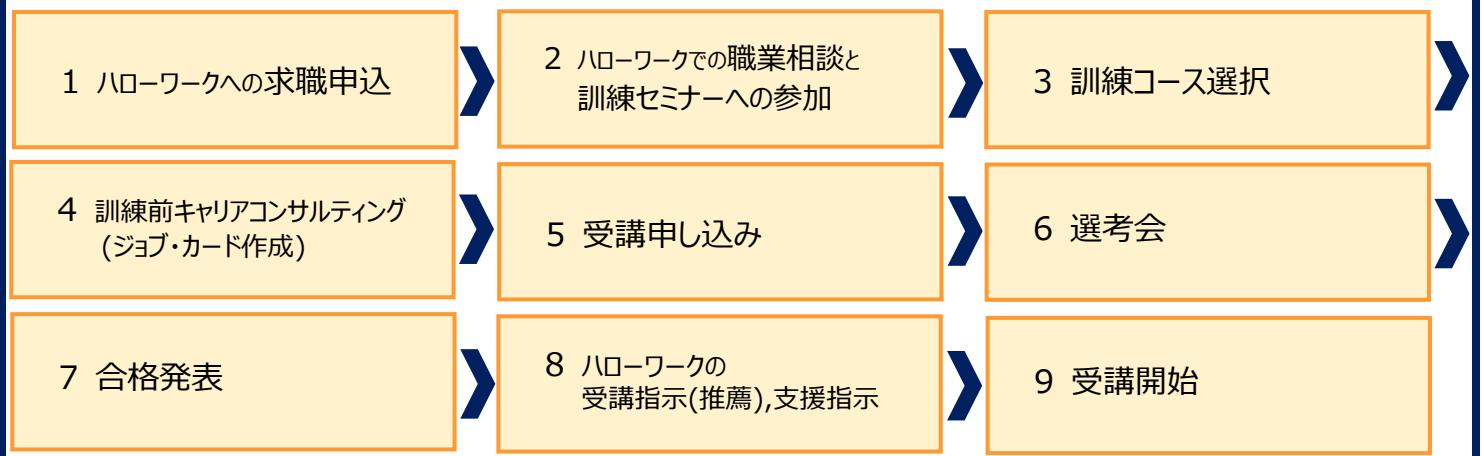 1 ハローワークへの求職申込
2 ハローワークでの職業相談と
訓練セミナーへの参加
3 訓練コース選択
4 訓練前キャリアコンサルティング
(ジョブ・カード作成)
5 受講申し込み
6 選考会
7 合格発表
8 ハローワークの
受講指示(推薦),支援指示
9 受講開始